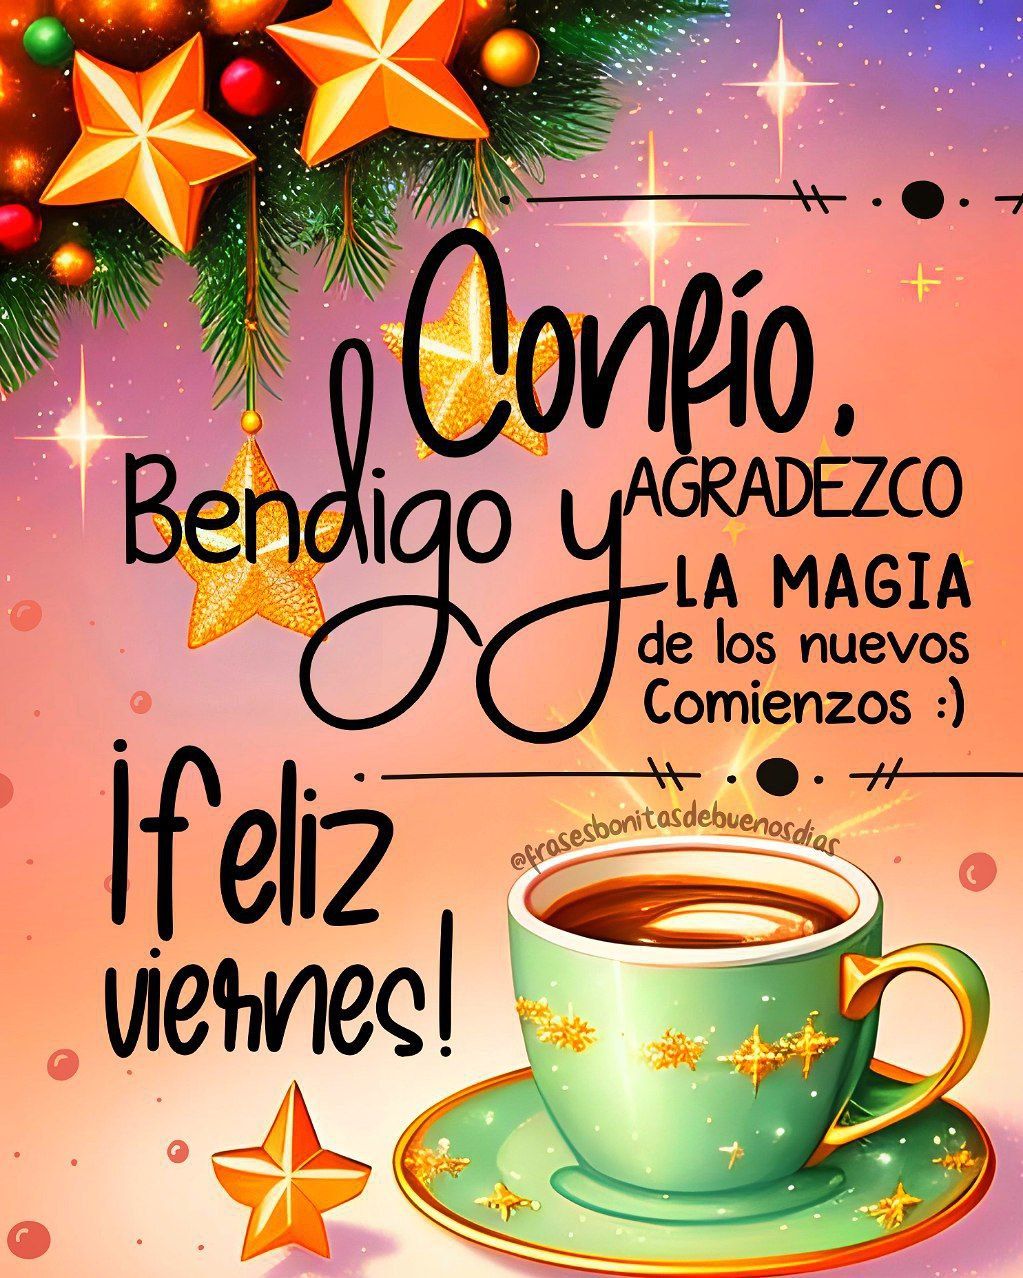 Confío,
Bendigo y AGRADEZCO
LA MAGIA
de los nuevos
Comienzos :)
¡feliz
viernes!
@frasesbonitasdebuenosdias